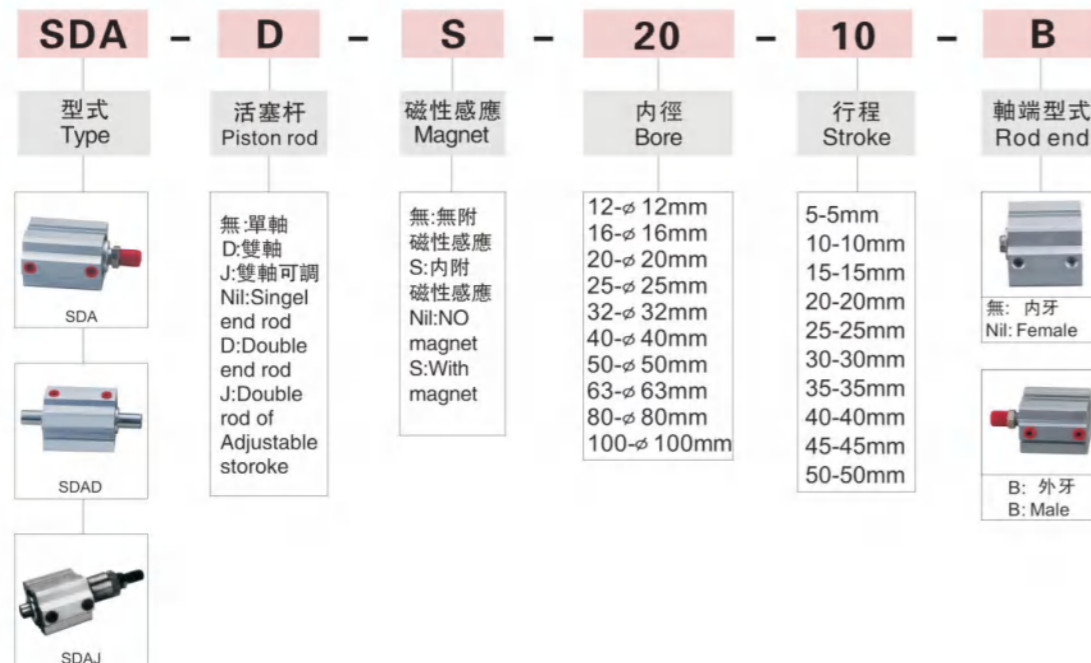 SDA - D - S - 20 - 10 - B
型式
Type
活塞杆
Piston rod
磁性感應
Magnet
内徑
Bore
行程
Stroke
軸端型式
Rod end
SDA
SDAD
SDAJ
無:單軸
D:雙軸
J:雙軸可調
Nil:Singel
end rod
D:Double
end rod
J:Double
rod of
Adjustable
storoke
無:無附
磁性感應
S:内附
磁性感應
Nil:NO
magnet
S:With
magnet
12-⌀ 12mm
16-⌀ 16mm
20-⌀ 20mm
25-⌀ 25mm
32-⌀ 32mm
40-⌀ 40mm
50-⌀ 50mm
63-⌀ 63mm
80-⌀ 80mm
100-⌀ 100mm
5-5mm
10-10mm
15-15mm
20-20mm
25-25mm
30-30mm
35-35mm
40-40mm
45-45mm
50-50mm
無: 内牙
Nil: Female
B: 外牙
B: Male